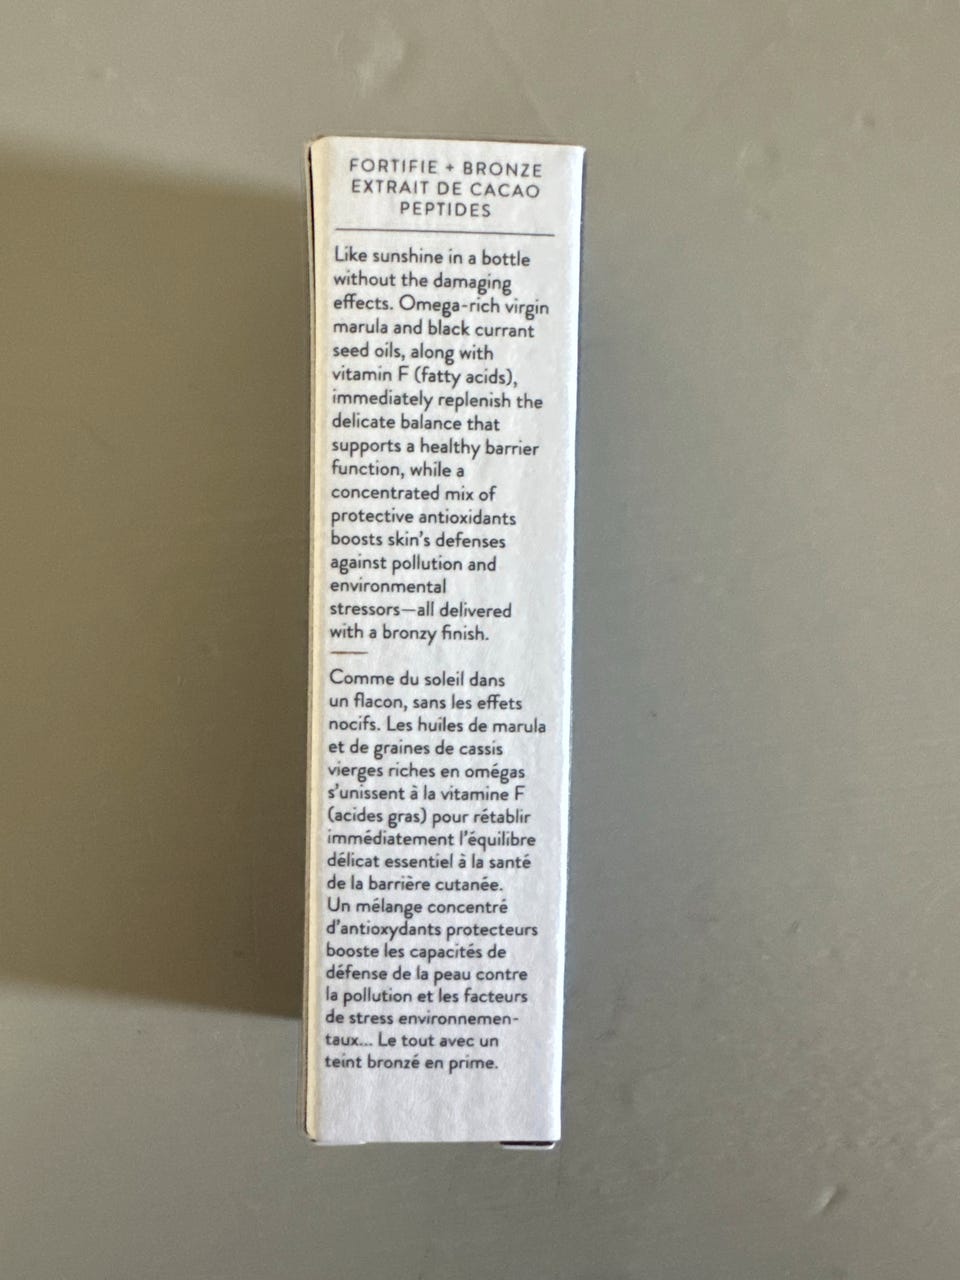 FORTIFIE + BRONZE
EXTRAIT DE CACAO
PEPTIDES
Like sunshine in a bottle
without the damaging
effects. Omega-rich virgin
marula and black currant
seed oils, along with
vitamin F (fatty acids),
immediately replenish the
delicate balance that
supports a healthy barrier
function, while a
concentrated mix of
protective antioxidants
boosts skin's defenses
against pollution and
environmental
stressors—all delivered
with a bronzy finish.
Comme du soleil dans
un flacon, sans les effets
nocifs. Les huiles de marula
et de graines de cassis
vierges riches en omégas
s'unissent à la vitamine F
(acides gras) pour rétablir
immédiatement l'équilibre
délicat essentiel à la santé
de la barrière cutanée.
Un mélange concentré
d'antioxydants protecteurs
booste les capacités de
défense de la peau contre
la pollution et les facteurs
de stress environnemen-
taux... Le tout avec un
teint bronzé en prime.